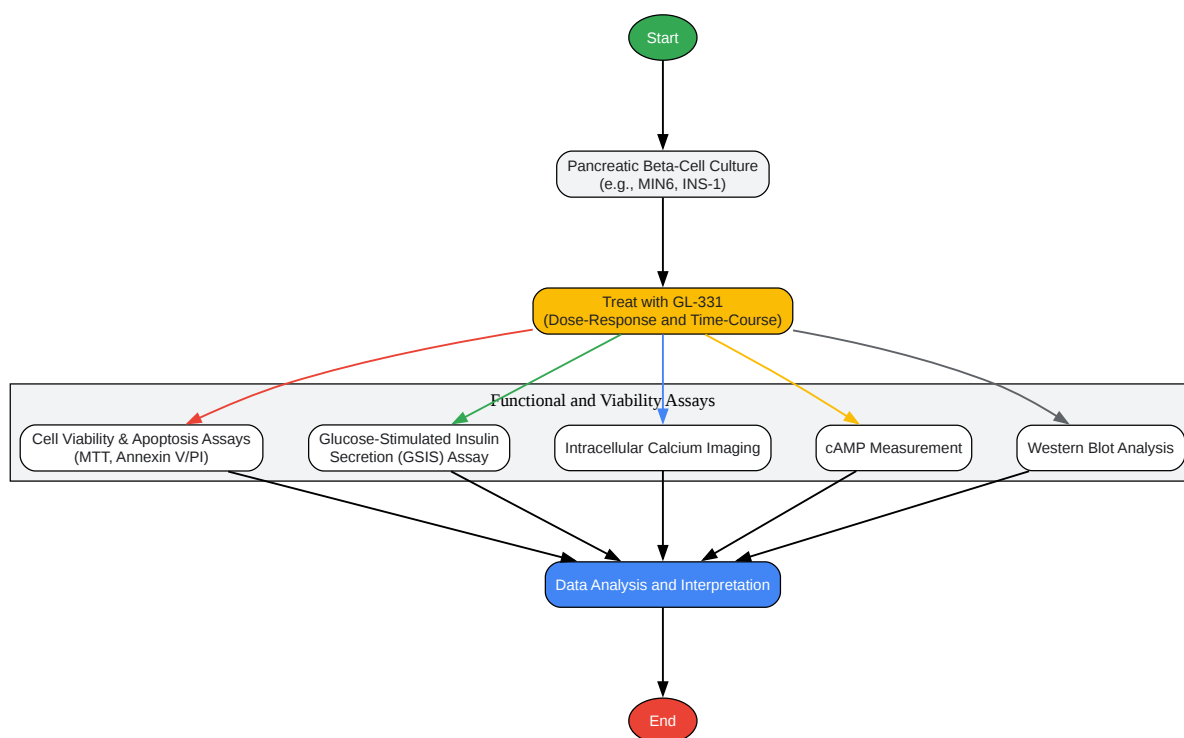 Start
Pancreatic Beta-Cell Culture
(e.g., MIN6, INS-1)
Treat with GL-331
(Dose-Response and Time-Course)
Functional and Viability Assays
Cell Viability & Apoptosis Assays
(MTT, Annexin V/PI)
Glucose-Stimulated Insulin
Secretion (GSIS) Assay
Intracellular Calcium Imaging
cAMP Measurement
Western Blot Analysis
Data Analysis and Interpretation
End